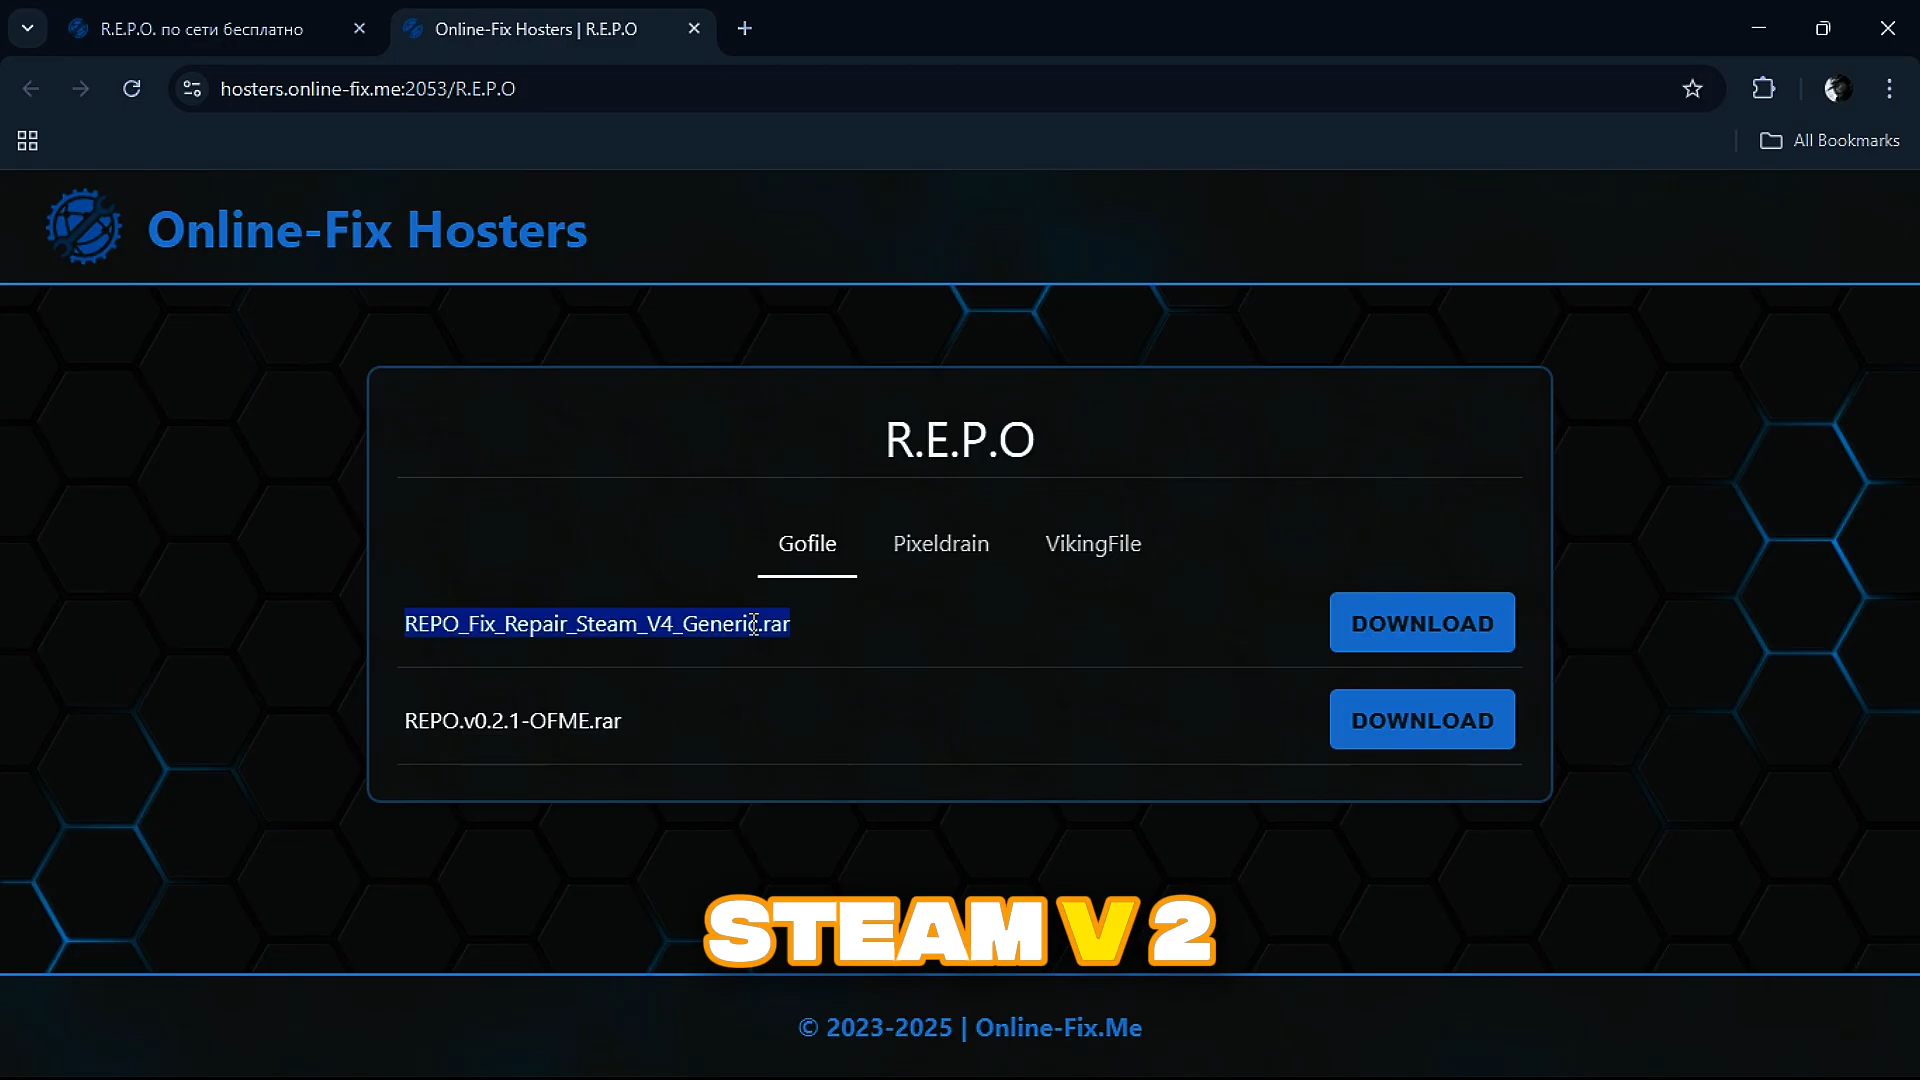 R.E.P.O. по сети бесплатно
Online-Fix Hosters | R.E.P.O
hosters.online-fix.me:2053/R.E.P.O
All Bookmarks
Online-Fix Hosters
R.E.P.O
Gofile Pixeldrain VikingFile
REPO_Fix_Repair_Steam_V4_Generic.rar DOWNLOAD
REPO.v0.2.1-OFME.rar DOWNLOAD
STEAM V 2
© 2023-2025 | Online-Fix.Me